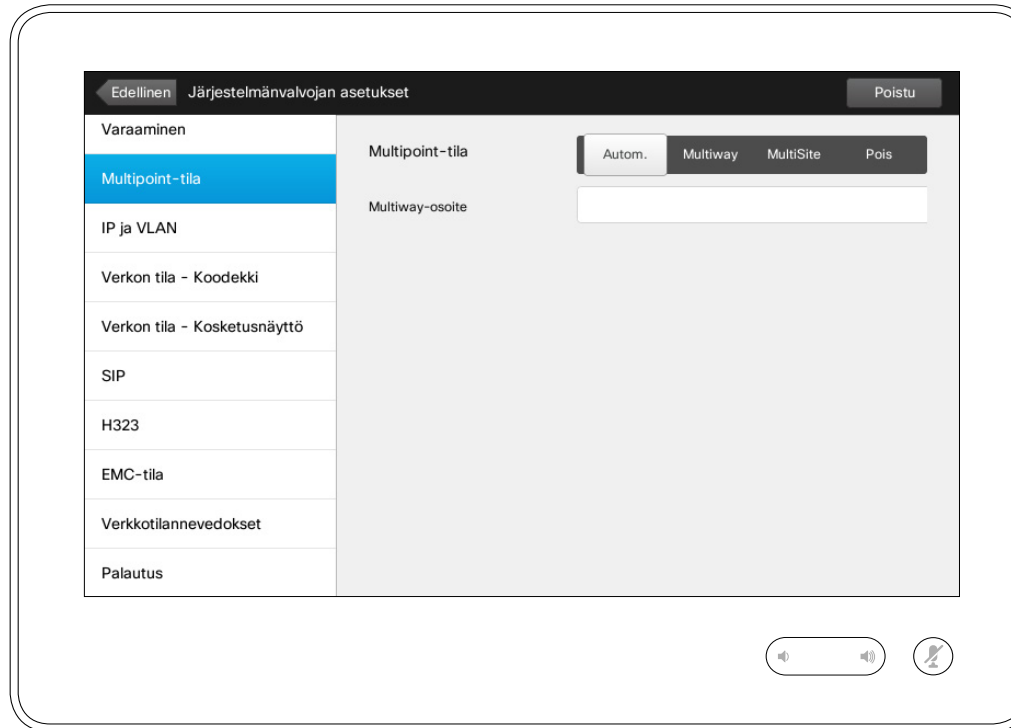 Edellinen Järjestelmänvalvojan asetukset Poistu
Varaaminen
Multipoint-tila
IP ja VLAN
Verkon tila - Koodekki
Verkon tila - Kosketusnäyttö
SIP
H323
EMC-tila
Verkkotilannevedokset
Palautus
Multipoint-tila Autom. Multiway MultiSite Pois
Multiway-osoite